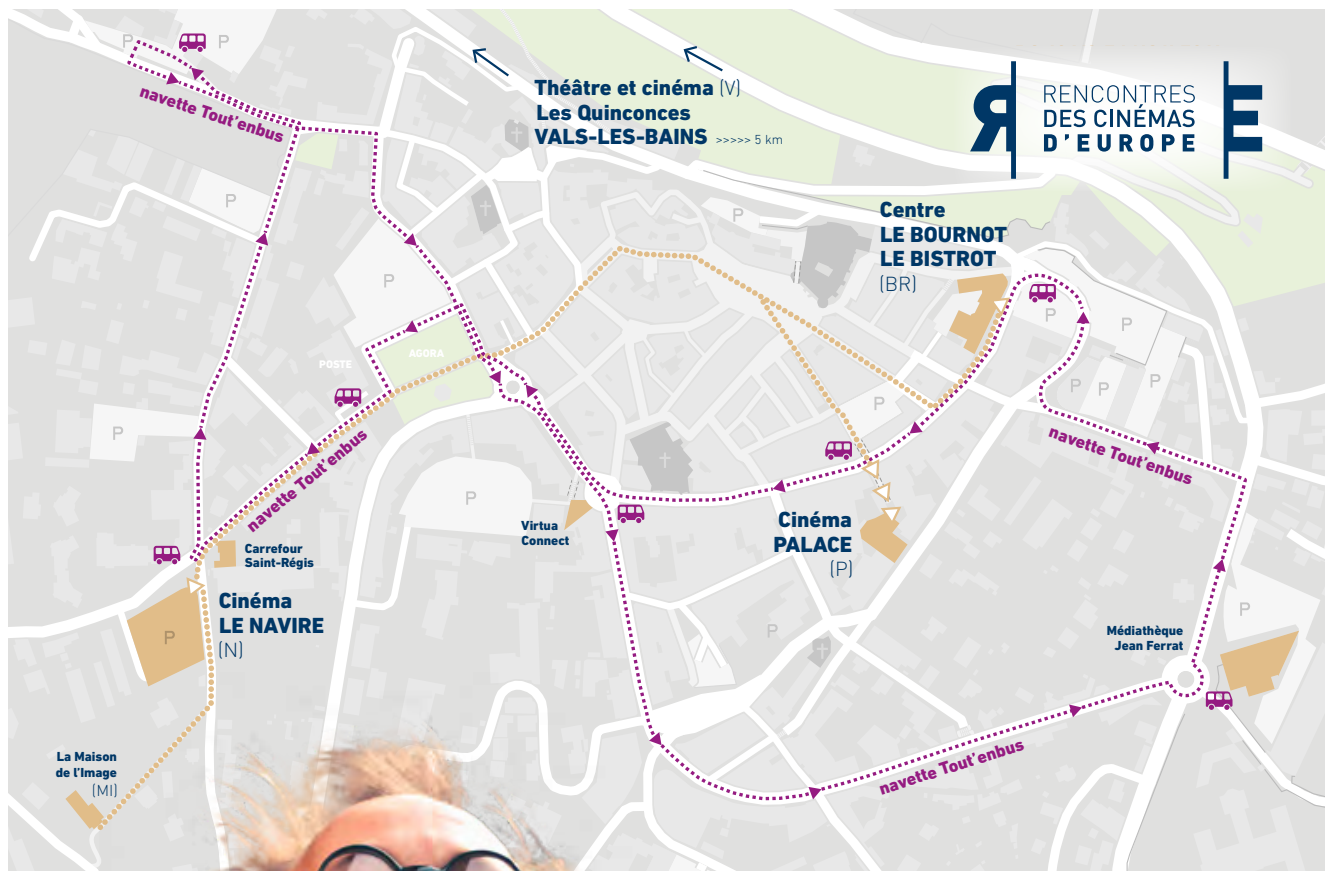 P
P
navette Tout'enbus
Théâtre et cinéma (V)
Les Quinconces
VALS-LES-BAINS >>>>> 5 km
R
RENCONTRES
DES CINÉMAS
D'EUROPE
E
P
P
Centre
LE BOURNOT
LE BISTROT
(BR)
P
P
P
AGORA
POSTE
P
P
P
P
P
navette Tout'enbus
navette Tout'enbus
P
Virtua
Connect
Cinéma
PALACE
(P)
Carrefour
Saint-Régis
Cinéma
LE NAVIRE
(N)
P
P
P
Médiathèque
Jean Ferrat
navette Tout'enbus
La Maison
de l'Image
(MI)